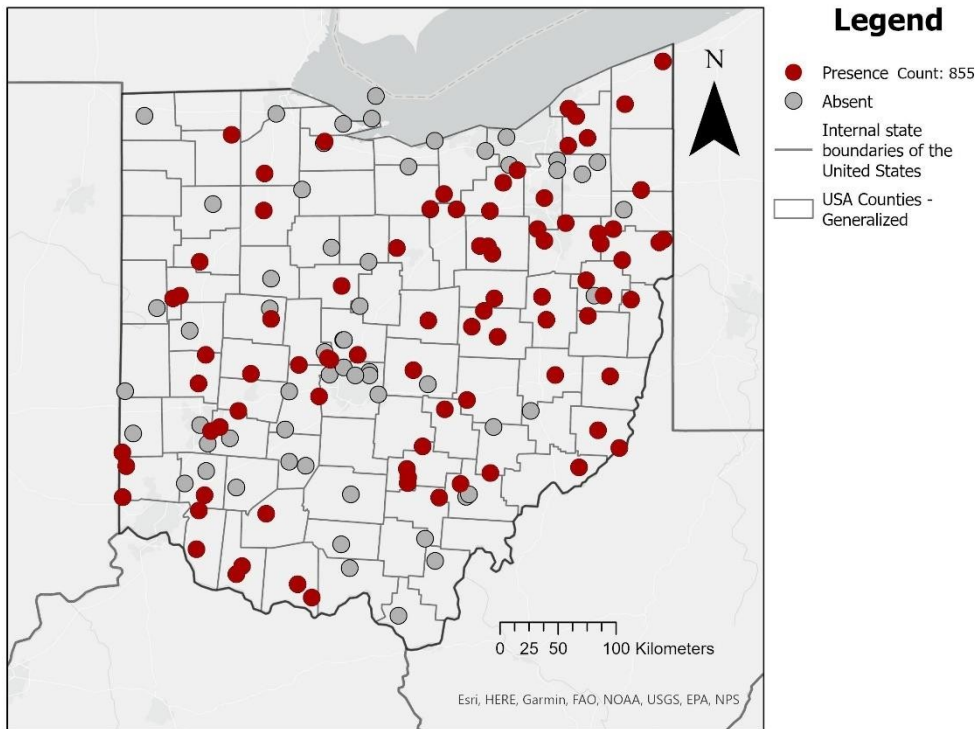 Legend
N
Presence Count: 855
Absent
Internal state
boundaries of the
United States
USA Counties -
Generalized
0 25 50 100 Kilometers
Esri, HERE, Garmin, FAO, NOAA, USGS, EPA, NPS